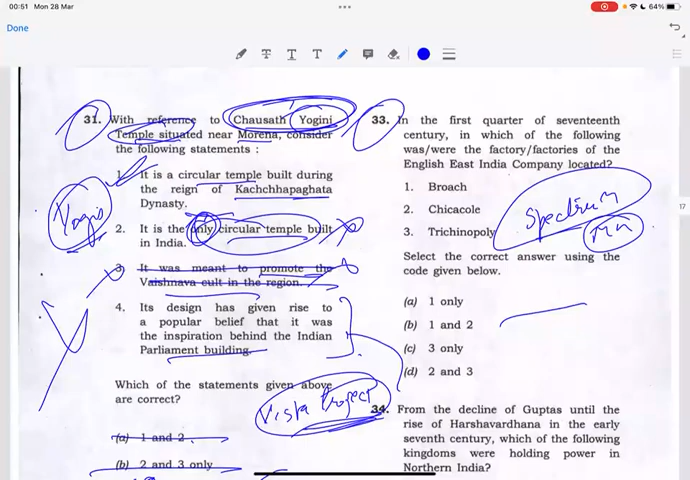 00:51 Mon 28 Mar
64%
Done
31. With reference to Chausath Yogini
Temple situated near Morena, consider
the following statements :
1. It is a circular temple built during
the reign of Kachchhapaghata
Dynasty.
2. It is the only circular temple built
in India.
3. It was meant to promote the
Vaishnava cult in the region.
4. Its design has given rise to
a popular belief that it was
the inspiration behind the Indian
Parliament building.
Which of the statements given above
are correct?
(a) 1 and 2
(b) 2 and 3 only
Vista Project
33. In the first quarter of seventeenth
century, in which of the following
was/were the factory/factories of the
English East India Company located?
1. Broach
2. Chicacole
3. Trichinopoly
Spectrum
Select the correct answer using the
code given below.
(a) 1 only
(b) 1 and 2
(c) 3 only
(d) 2 and 3
34. From the decline of Guptas until the
rise of Harshavardhana in the early
seventh century, which of the following
kingdoms were holding power in
Northern India?
17